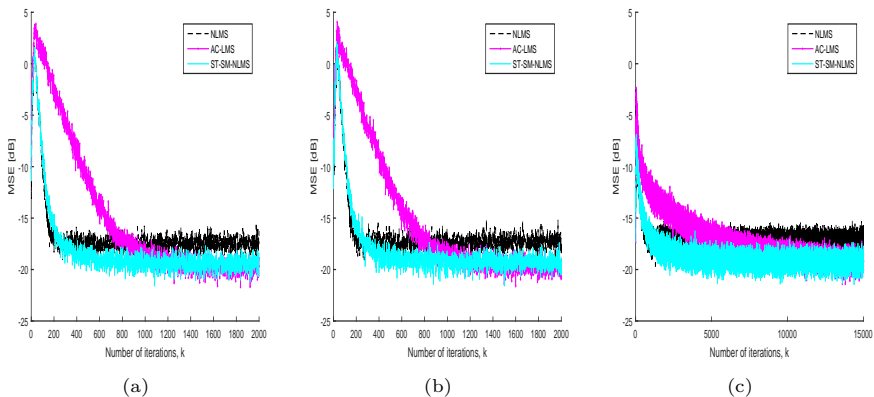 5
0
-5
-10
-15
-20
-25
MSE [dB]
0 200 400 600 800 1000 1200 1400 1600 1800 2000
Number of iterations, k
NLMS
AC-LMS
ST-SM-NLMS
(a)
5
0
-5
-10
-15
-20
-25
MSE [dB]
0 200 400 600 800 1000 1200 1400 1600 1800 2000
Number of iterations, k
NLMS
AC-LMS
ST-SM-NLMS
(b)
5
0
-5
-10
-15
-20
-25
MSE [dB]
0 5000 10000 15000
Number of iterations, k
NLMS
AC-LMS
ST-SM-NLMS
(c)